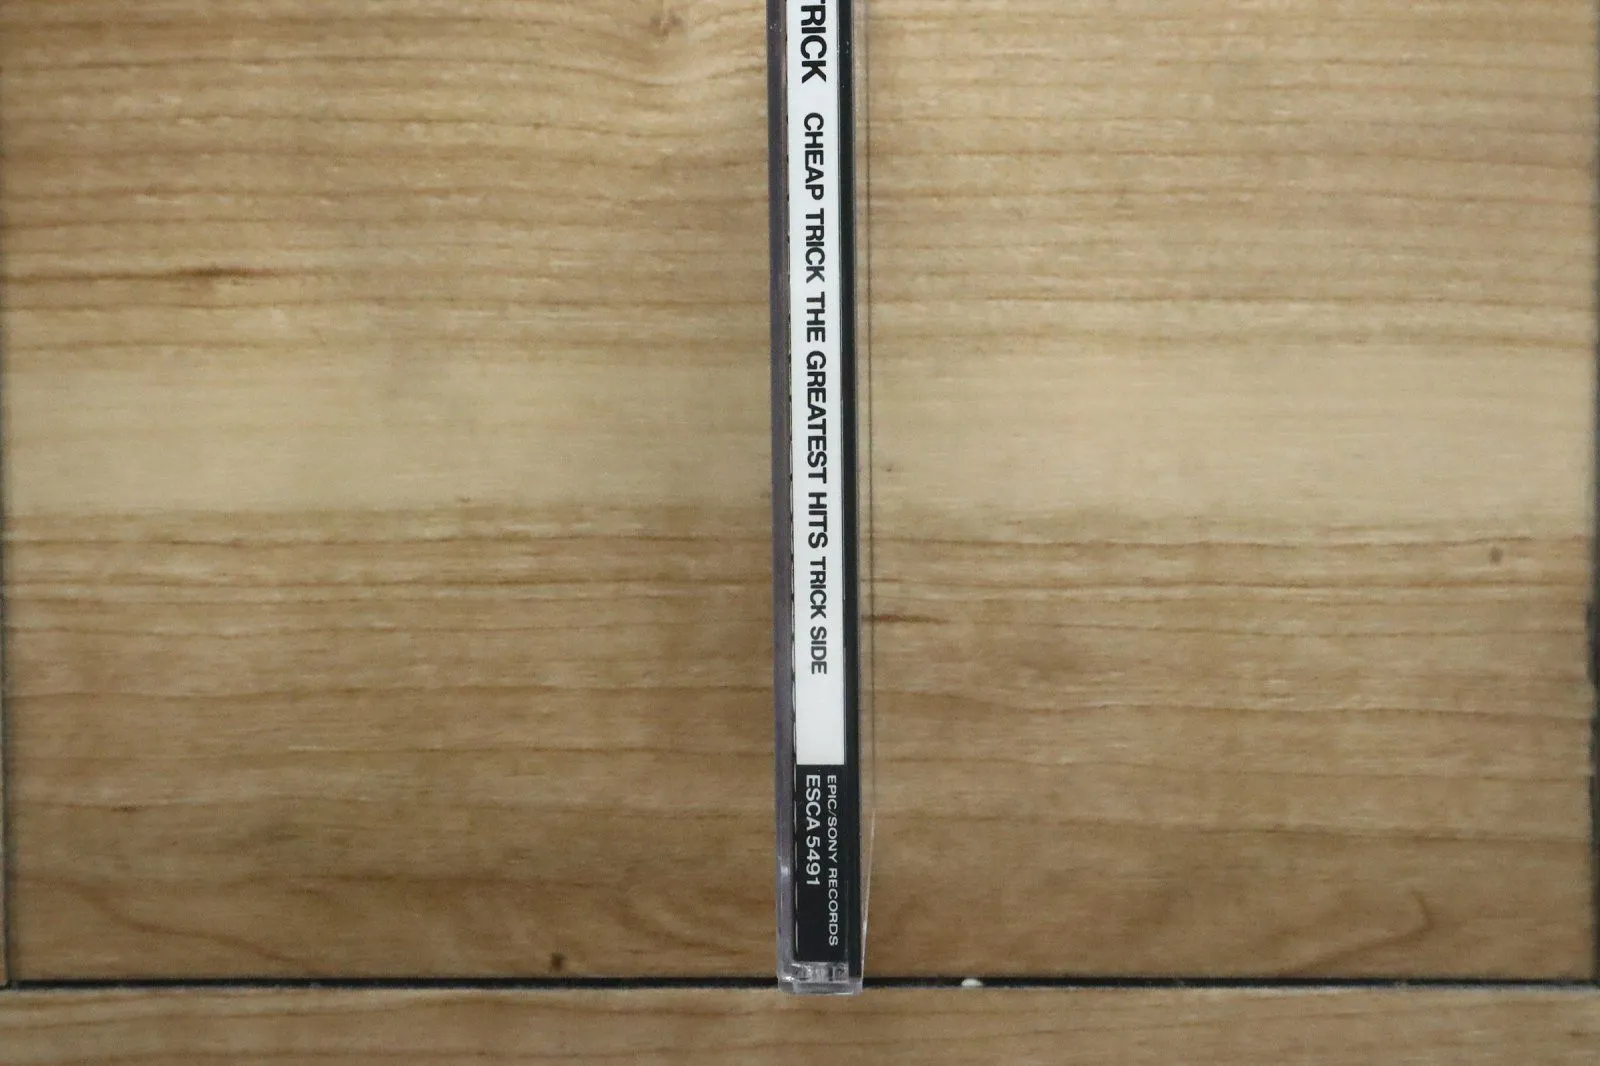 TRICK CHEAP TRICK THE GREATEST HITS TRICK SIDE
EPIC/SONY RECORDS
ESCA 5491